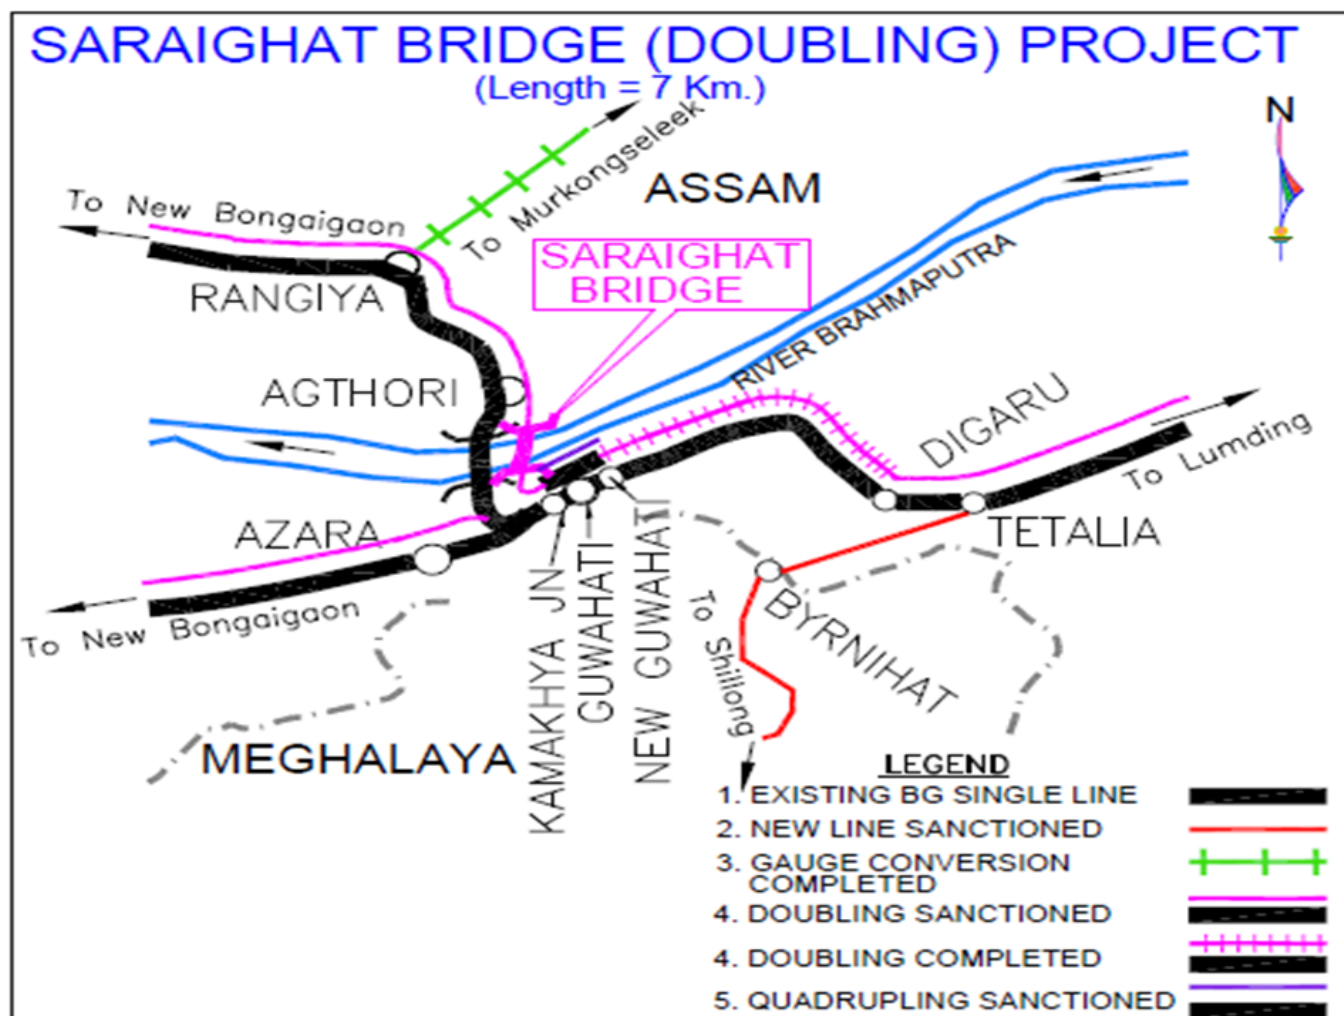 SARAIGHAT BRIDGE (DOUBLING) PROJECT
(Length = 7 Km.)
N
To Murkongseleek
ASSAM
To New Bongaigaon
SARAIGHAT
BRIDGE
RANGIYA
RIVER BRAHMAPUTRA
AGTHORI
DIGARU
To Lumding
AZARA
TETALIA
To New Bongaigaon
KAMAKHYA JN
GUWAHATI
NEW GUWAHATI
To Shillong
BYRNIHAT
MEGHALAYA
LEGEND
1. EXISTING BG SINGLE LINE
2. NEW LINE SANCTIONED
3. GAUGE CONVERSION
COMPLETED
4. DOUBLING SANCTIONED
4. DOUBLING COMPLETED
5. QUADRUPLING SANCTIONED